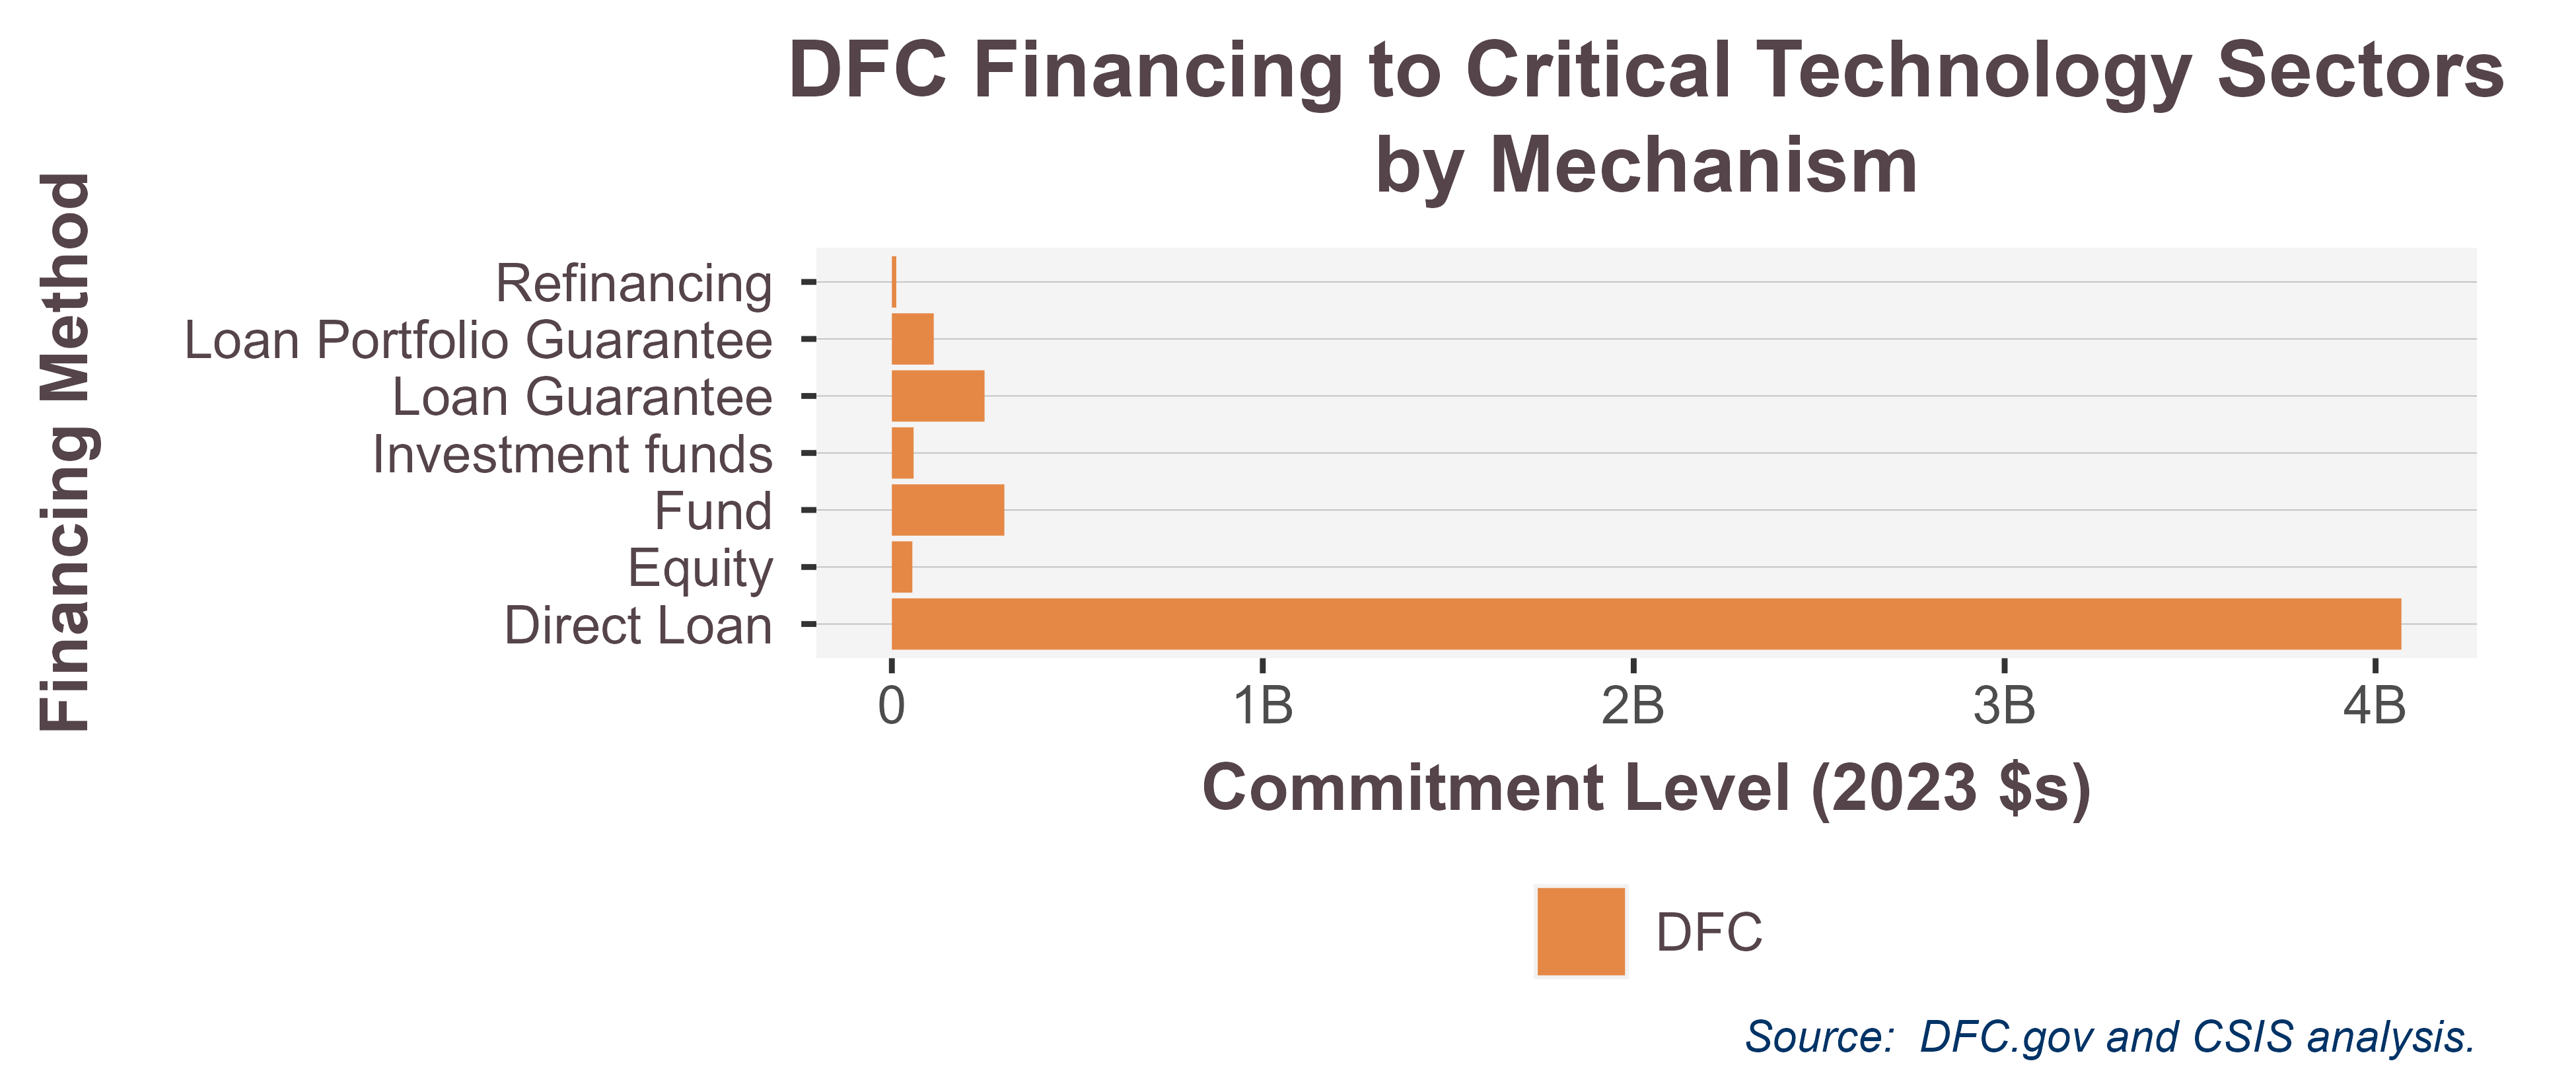 DFC Financing to Critical Technology Sectors
by Mechanism
Financing Method
Refinancing
Loan Portfolio Guarantee
Loan Guarantee
Investment funds
Fund
Equity
Direct Loan
0 1B 2B 3B 4B
Commitment Level (2023 $s)
DFC
Source:  DFC.gov and CSIS analysis.